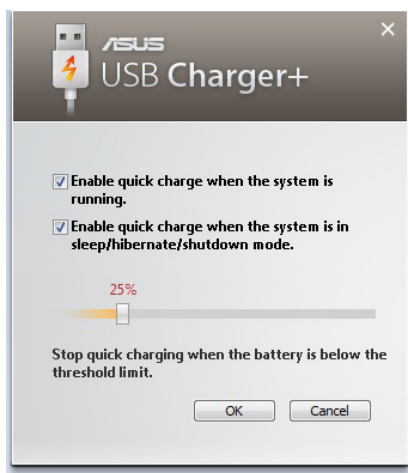 ASUS
USB Charger+
Enable quick charge when the system is
running.
Enable quick charge when the system is in
sleep/hibernate/shutdown mode.
25%
Stop quick charging when the battery is below the
threshold limit.
OK Cancel